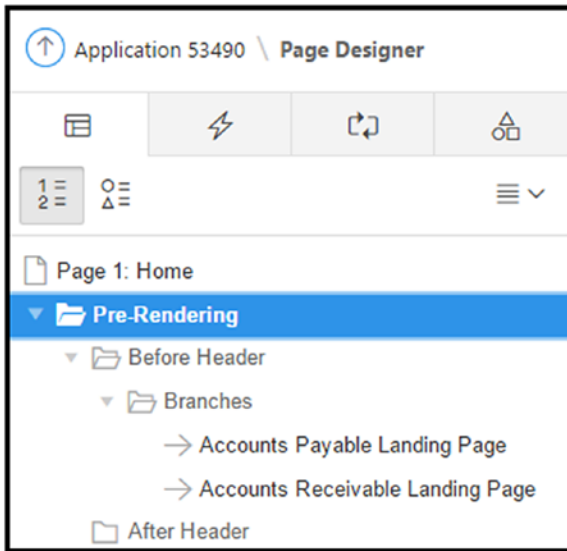 Application 53490 \ Page Designer
1 =
2 =
Page 1: Home
Pre-Rendering
Before Header
Branches
Accounts Payable Landing Page
Accounts Receivable Landing Page
After Header